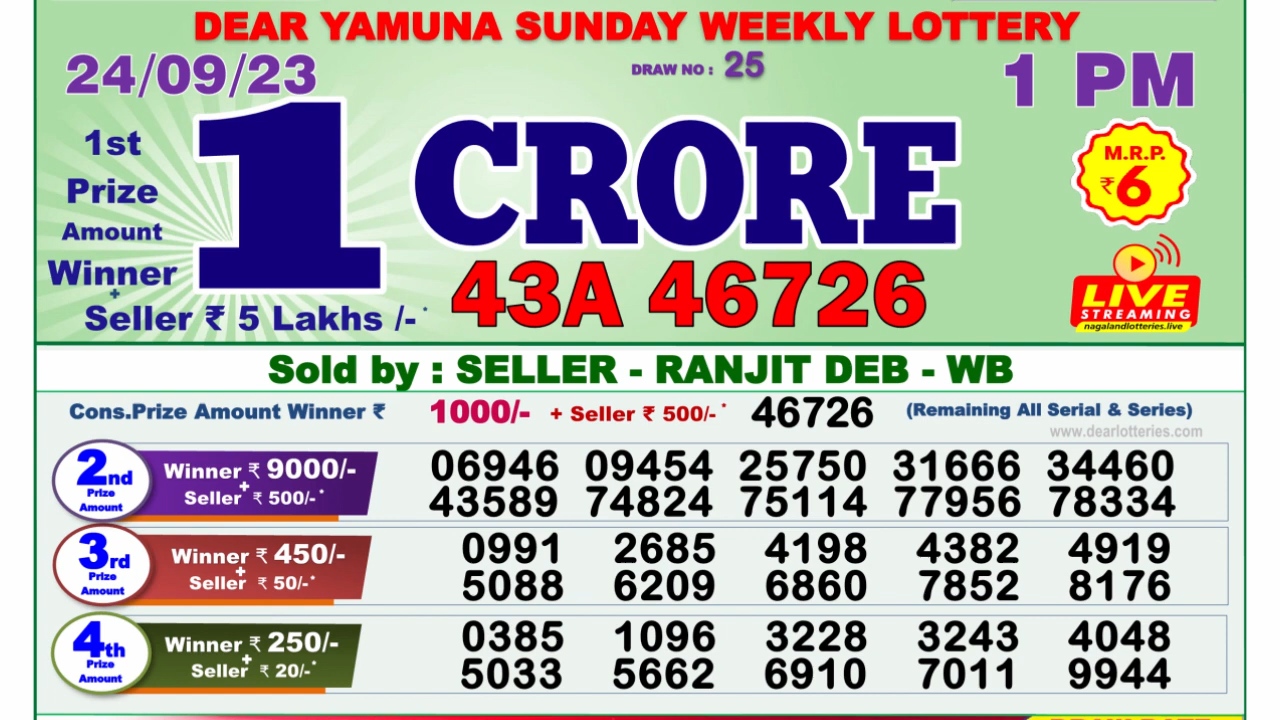 DEAR YAMUNA SUNDAY WEEKLY LOTTERY
24/09/23
DRAW NO : 25
1 PM
1st
Prize
Amount
Winner
+
Seller ₹ 5 Lakhs /-*
1 CRORE
43A 46726
M.R.P.
₹6
LIVE
STREAMING
nagalandlotteries.live
Sold by : SELLER - RANJIT DEB - WB
Cons.Prize Amount Winner ₹ 1000/- + Seller ₹ 500/-* 46726 (Remaining All Serial & Series)
www.dearlotteries.com
2nd
Prize
Amount
Winner ₹ 9000/-
+
Seller ₹ 500/-*
06946 09454 25750 31666 34460
43589 74824 75114 77956 78334
3rd
Prize
Amount
Winner ₹ 450/-
+
Seller ₹ 50/-*
0991 2685 4198 4382 4919
5088 6209 6860 7852 8176
4th
Prize
Amount
Winner ₹ 250/-
+
Seller ₹ 20/-*
0385 1096 3228 3243 4048
5033 5662 6910 7011 9944